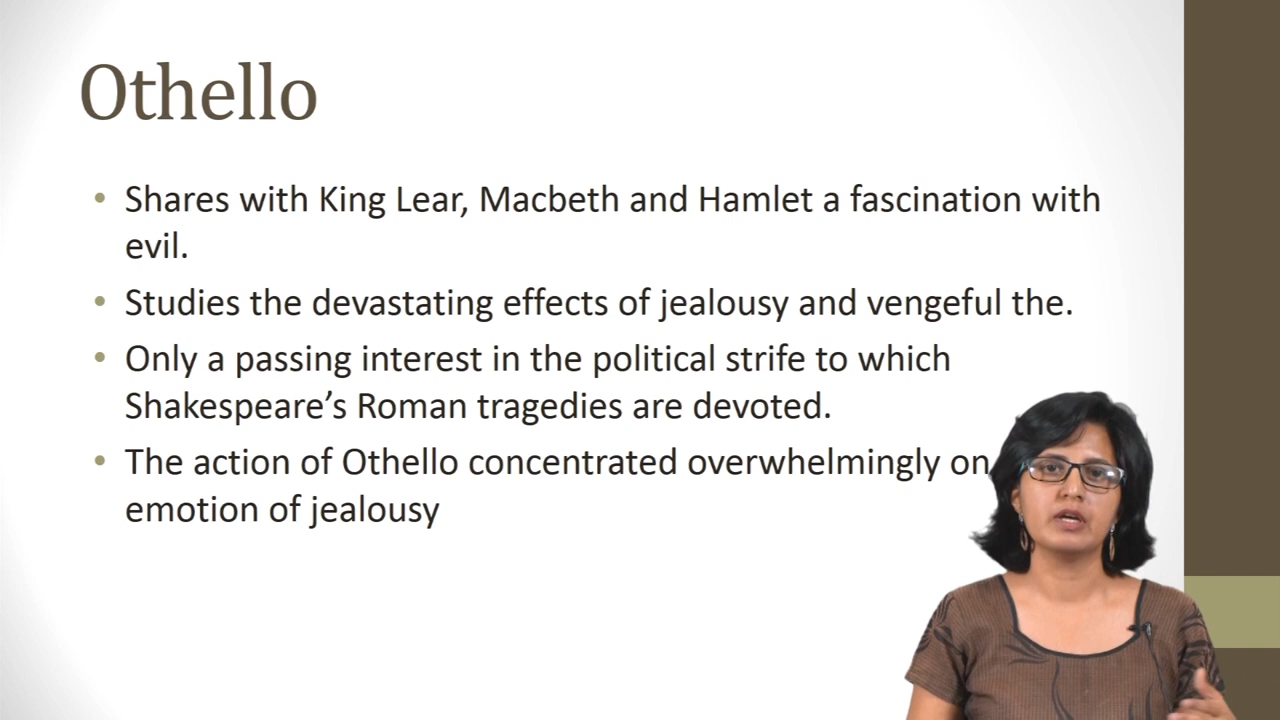 Othello
• Shares with King Lear, Macbeth and Hamlet a fascination with
evil.
• Studies the devastating effects of jealousy and vengeful the.
• Only a passing interest in the political strife to which
Shakespeare’s Roman tragedies are devoted.
• The action of Othello concentrated overwhelmingly on
emotion of jealousy